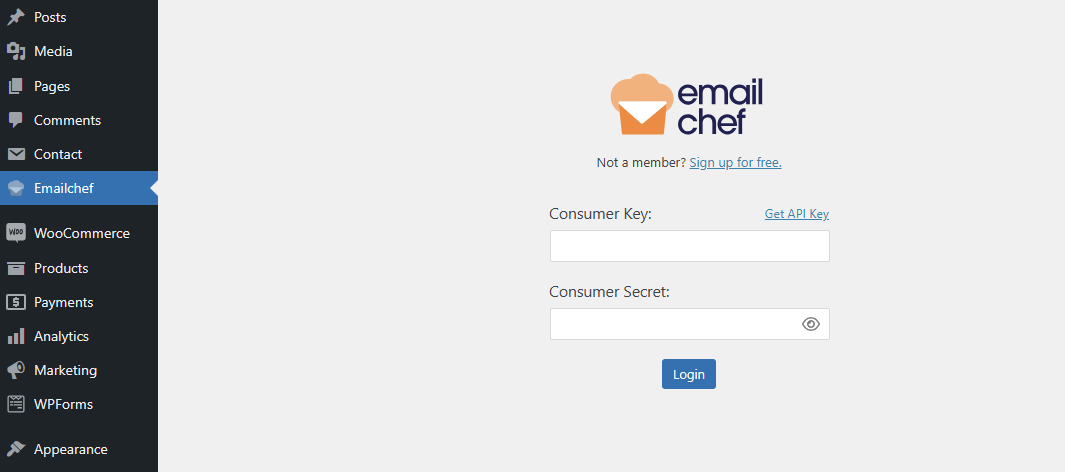 Posts
Media
Pages
Comments
Contact
Emailchef
WOO WooCommerce
Products
$ Payments
Analytics
Marketing
WPForms
Appearance
email
chef
Not a member? Sign up for free.
Consumer Key: Get API Key
Consumer Secret:
Login